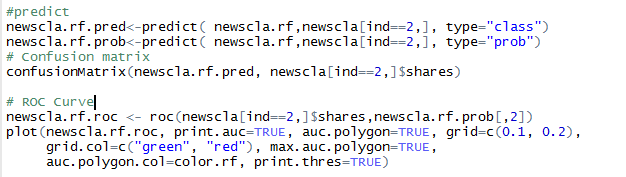 #predict
newscla.rf.pred<-predict( newscla.rf,newscla[ind==2,], type="class")
newscla.rf.prob<-predict( newscla.rf,newscla[ind==2,], type="prob")
# Confusion matrix
confusionMatrix(newscla.rf.pred, newscla[ind==2,]$shares)

# ROC Curve
newscla.rf.roc <- roc(newscla[ind==2,]$shares,newscla.rf.prob[,2])
plot(newscla.rf.roc, print.auc=TRUE, auc.polygon=TRUE, grid=c(0.1, 0.2),
     grid.col=c("green", "red"), max.auc.polygon=TRUE,
     auc.polygon.col=color.rf, print.thres=TRUE)